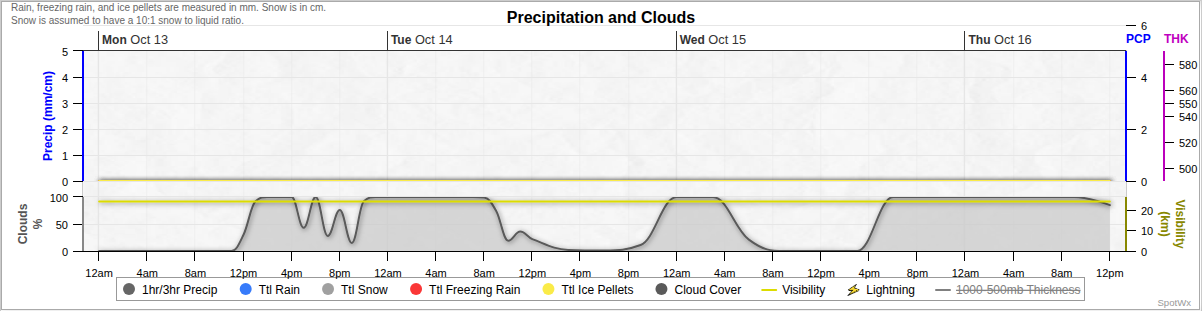 Rain, freezing rain, and ice pellets are measured in mm. Snow is in cm.
Snow is assumed to have a 10:1 snow to liquid ratio.
Precipitation and Clouds
Mon Oct 13
Tue Oct 14
Wed Oct 15
Thu Oct 16
PCP
THK
Precip (mm/cm)
5
4
3
2
1
0
6
4
2
0
580
560
550
540
520
500
Clouds
%
100
50
0
20
10
0
Visibility
(km)
12am 4am 8am 12pm 4pm 8pm 12am 4am 8am 12pm 4pm 8pm 12am 4am 8am 12pm 4pm 8pm 12am 4am 8am 12pm
1hr/3hr Precip Ttl Rain Ttl Snow Ttl Freezing Rain Ttl Ice Pellets Cloud Cover Visibility Lightning 1000-500mb Thickness
SpotWx